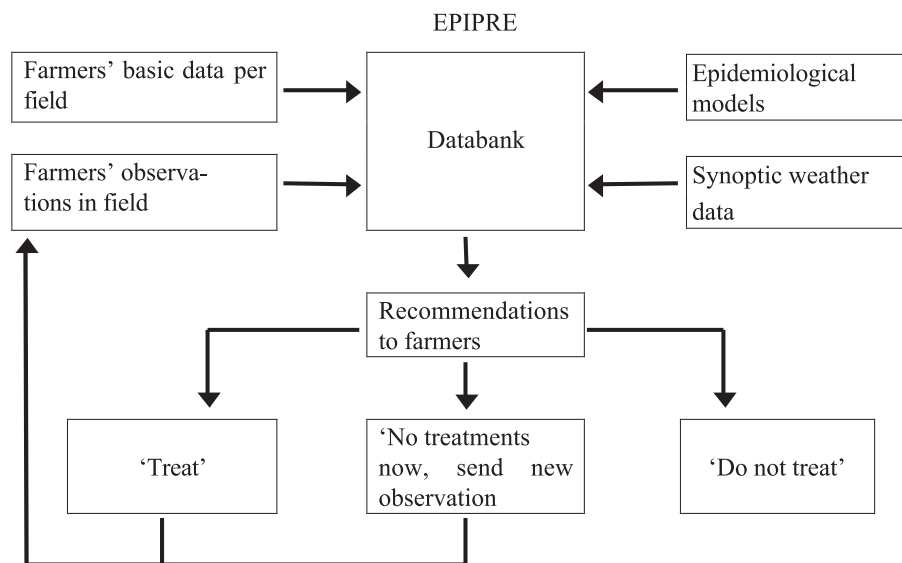 EPIPRE
Farmers’ basic data per
field
Databank
Epidemiological
models
Farmers’ observa-
tions in field
Synoptic weather
data
Recommendations
to farmers
‘Treat’
‘No treatments
now, send new
observation
‘Do not treat’